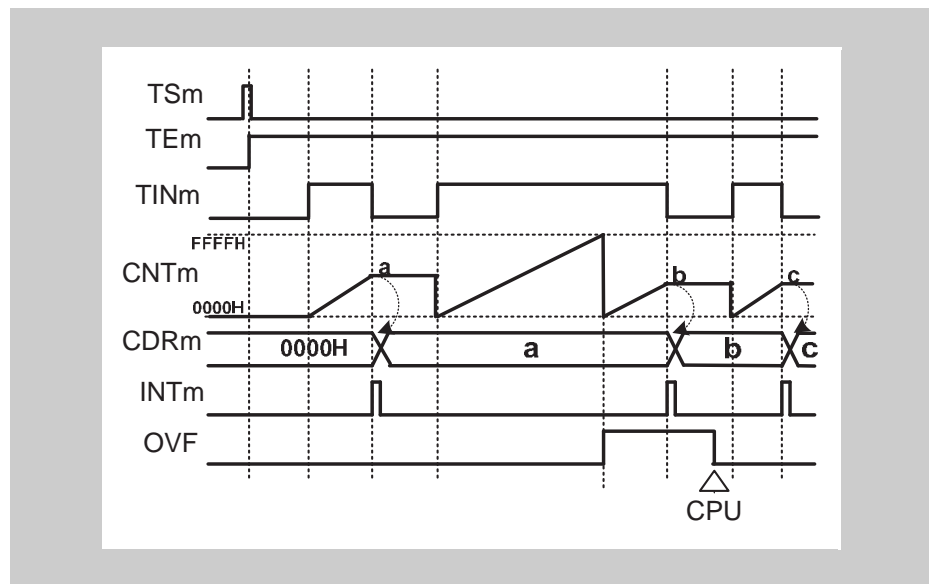 TSm
TEm
TINm
FFFFH
CNTm
a
b
c
0000H
CDRm
0000H
a
b
c
INTm
OVF
CPU